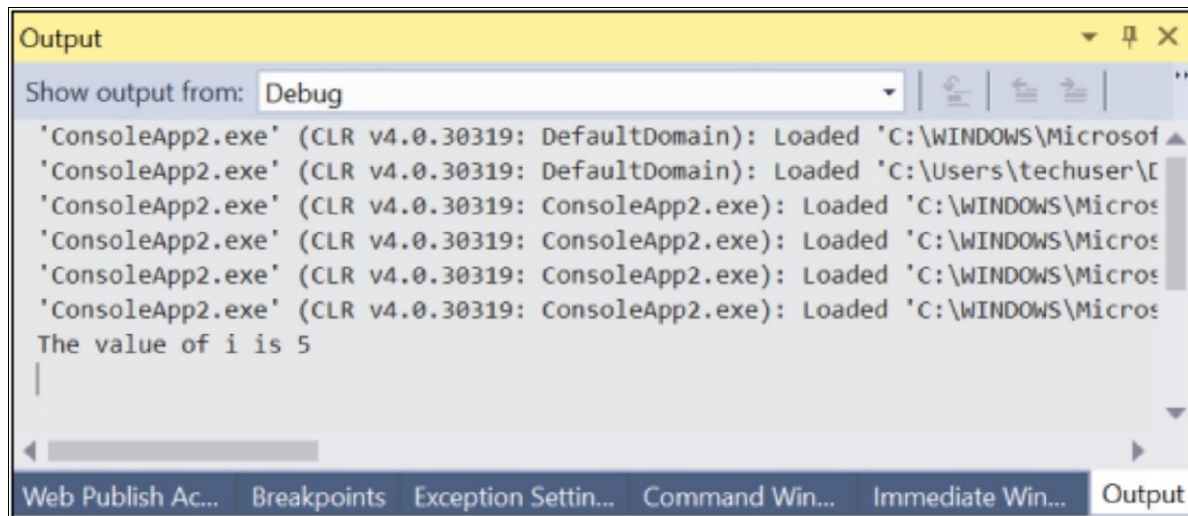 Output
Show output from: Debug
'ConsoleApp2.exe' (CLR v4.0.30319: DefaultDomain): Loaded 'C:\WINDOWS\Microsof
'ConsoleApp2.exe' (CLR v4.0.30319: DefaultDomain): Loaded 'C:\Users\techuser\D
'ConsoleApp2.exe' (CLR v4.0.30319: ConsoleApp2.exe): Loaded 'C:\WINDOWS\Micros
'ConsoleApp2.exe' (CLR v4.0.30319: ConsoleApp2.exe): Loaded 'C:\WINDOWS\Micros
'ConsoleApp2.exe' (CLR v4.0.30319: ConsoleApp2.exe): Loaded 'C:\WINDOWS\Micros
'ConsoleApp2.exe' (CLR v4.0.30319: ConsoleApp2.exe): Loaded 'C:\WINDOWS\Micros
The value of i is 5
Web Publish Ac... Breakpoints Exception Settin... Command Win... Immediate Win... Output